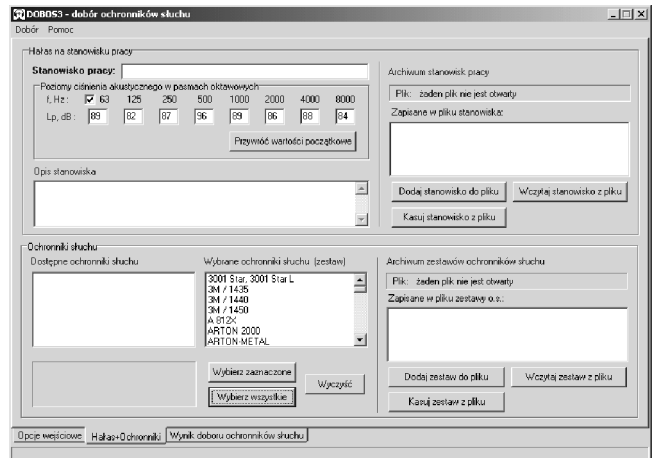 DOBOS3 - dobór ochronników słuchu
Dobór Pomoc
Hałas na stanowisku pracy
Stanowisko pracy:
Poziomy ciśnienia akustycznego w pasmach oktawowych
f, Hz: 63 125 250 500 1000 2000 4000 8000
Lp, dB: 89 82 87 96 89 86 88 84
Przywróć wartości początkowe
Opis stanowiska
Archiwum stanowisk pracy
Plik: żaden plik nie jest otwarty
Zapisane w pliku stanowiska:
Dodaj stanowisko do pliku Wczytaj stanowisko z pliku
Kasuj stanowisko z pliku
Ochronniki słuchu
Dostępne ochronniki słuchu
Wybrane ochronniki słuchu (zestaw)
3001 Star, 3001 Star L
3M / 1435
3M / 1440
3M / 1450
A 812X
ARTON 2000
ARTON-METAL
Wybierz zaznaczone
Wybierz wszystkie
Wyczyść
Archiwum zestawów ochronników słuchu
Plik: żaden plik nie jest otwarty
Zapisane w pliku zestawy o.s.:
Dodaj zestaw do pliku Wczytaj zestaw z pliku
Kasuj zestaw z pliku
Opcje wejściowe Hałas+Ochronniki Wynik doboru ochronników słuchu